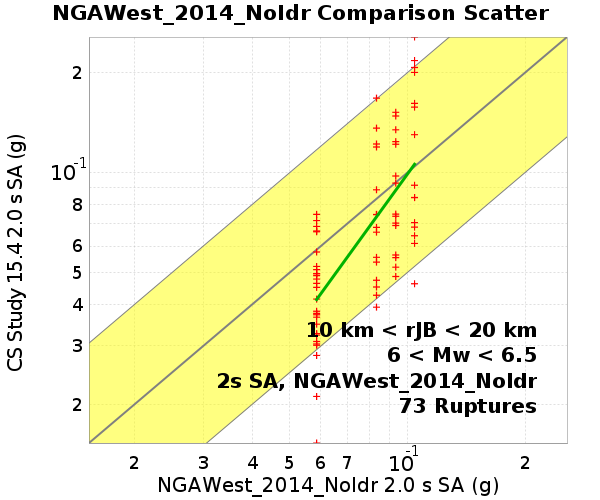 NGAWest_2014_NoIdr Comparison Scatter
CS Study 15.4 2.0 s SA (g)
2
10-1
8
6
5
4
3
2
10 km < rJB < 20 km
6 < Mw < 6.5
2s SA, NGAWest_2014_NoIdr
73 Ruptures
2 3 4 5 6 7 10-1 2
NGAWest_2014_NoIdr 2.0 s SA (g)